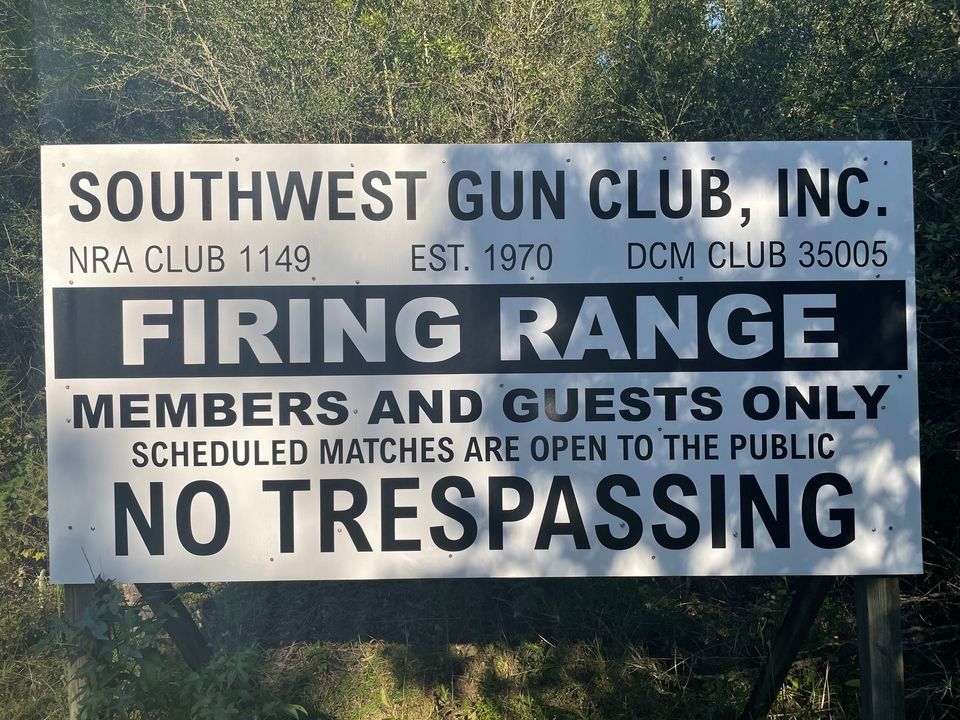 SOUTHWEST GUN CLUB, INC.
NRA CLUB 1149 EST. 1970 DCM CLUB 35005
FIRING RANGE
MEMBERS AND GUESTS ONLY
SCHEDULED MATCHES ARE OPEN TO THE PUBLIC
NO TRESPASSING